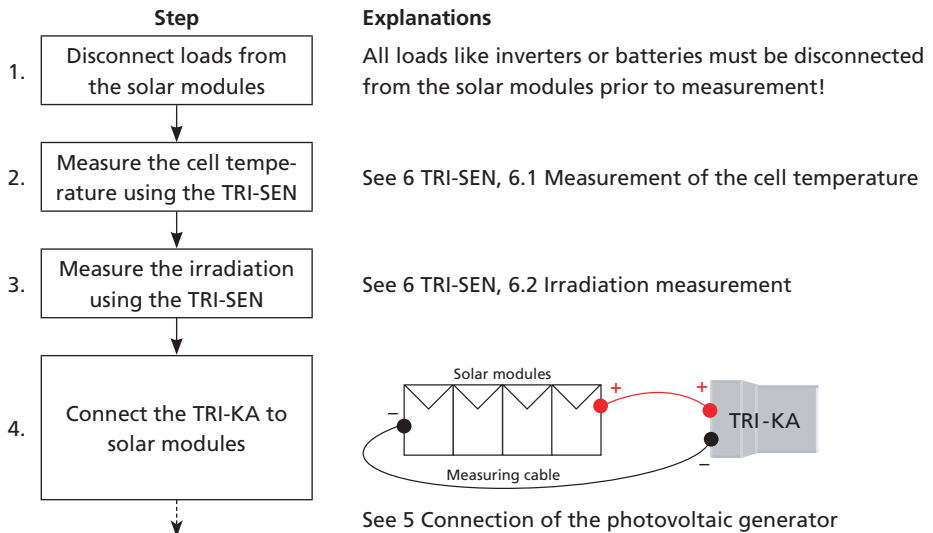 Step
Explanations
1.
Disconnect loads from
the solar modules
All loads like inverters or batteries must be disconnected
from the solar modules prior to measurement!
2.
Measure the cell tempe-
rature using the TRI-SEN
See 6 TRI-SEN, 6.1 Measurement of the cell temperature
3.
Measure the irradiation
using the TRI-SEN
See 6 TRI-SEN, 6.2 Irradiation measurement
4.
Connect the TRI-KA to
solar modules
Solar modules
+
+
–
TRI-KA
–
Measuring cable
See 5 Connection of the photovoltaic generator